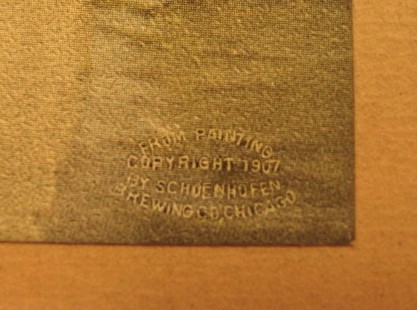 FROM PAINTING
COPYRIGHT 1907
BY SCHOENHOFEN
BREWING CO, CHICAGO